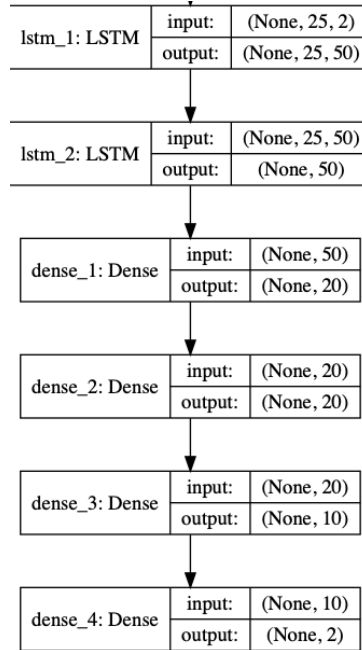 lstm_1: LSTM
input: (None, 25, 2)
output: (None, 25, 50)
lstm_2: LSTM
input: (None, 25, 50)
output: (None, 50)
dense_1: Dense
input: (None, 50)
output: (None, 20)
dense_2: Dense
input: (None, 20)
output: (None, 20)
dense_3: Dense
input: (None, 20)
output: (None, 10)
dense_4: Dense
input: (None, 10)
output: (None, 2)